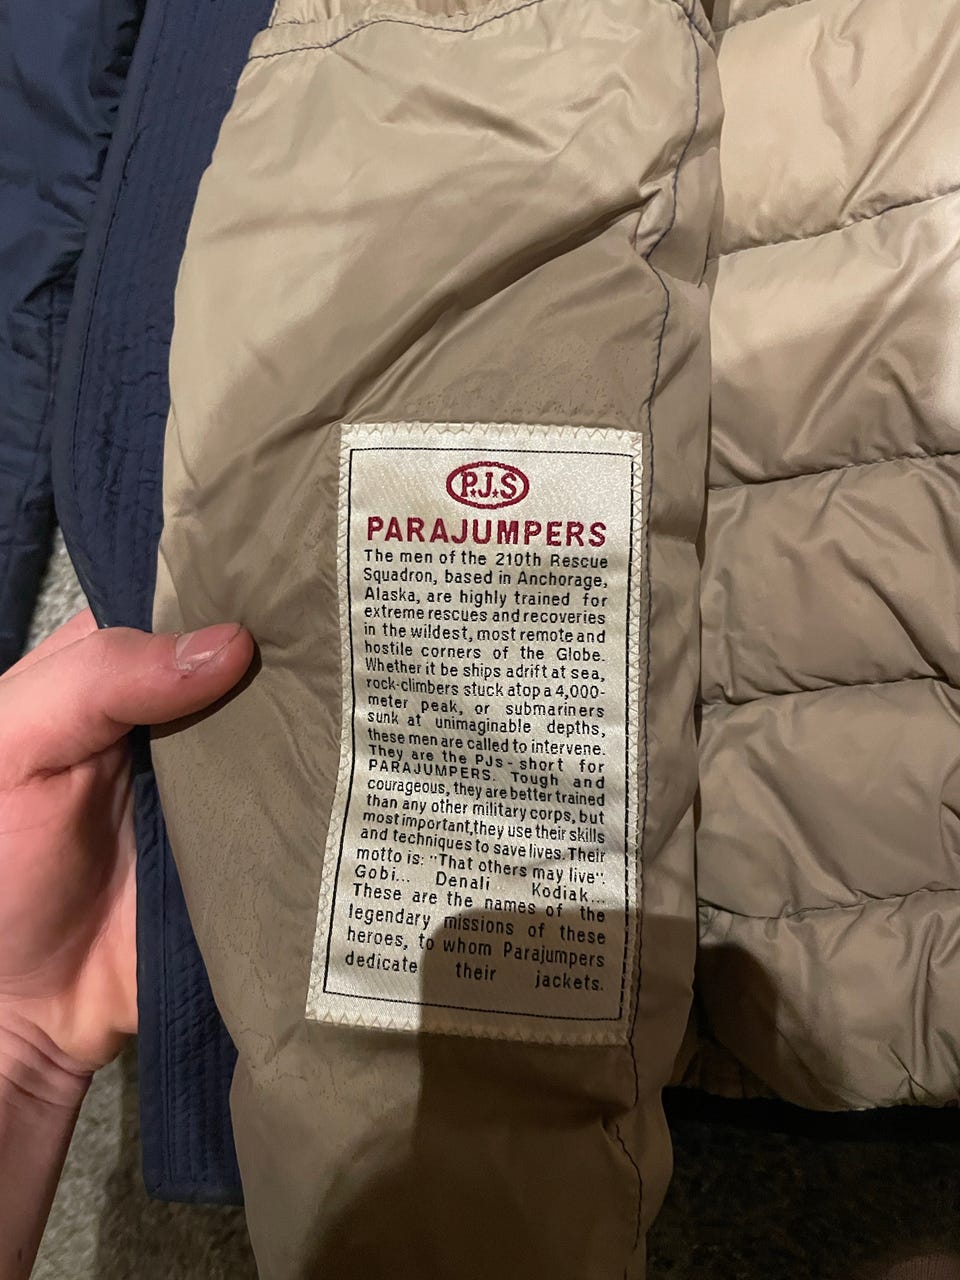 P.J.S
PARAJUMPERS
The men of the 210th Rescue
Squadron, based in Anchorage,
Alaska, are highly trained for
extreme rescues and recoveries
in the wildest, most remote and
hostile corners of the Globe.
Whether it be ships adrift at sea,
rock-climbers stuck atop a 4,000-
meter peak, or submariners
sunk at unimaginable depths,
these men are called to intervene.
They are the PJs - short for
PARAJUMPERS. Tough and
courageous, they are better trained
than any other military corps, but
most important,they use their skills
and techniques to save lives. Their
motto is: "That others may live".
Gobi... Denali Kodiak...
These are the names of the
legendary missions of these
heroes, to whom Parajumpers
dedicate their jackets.